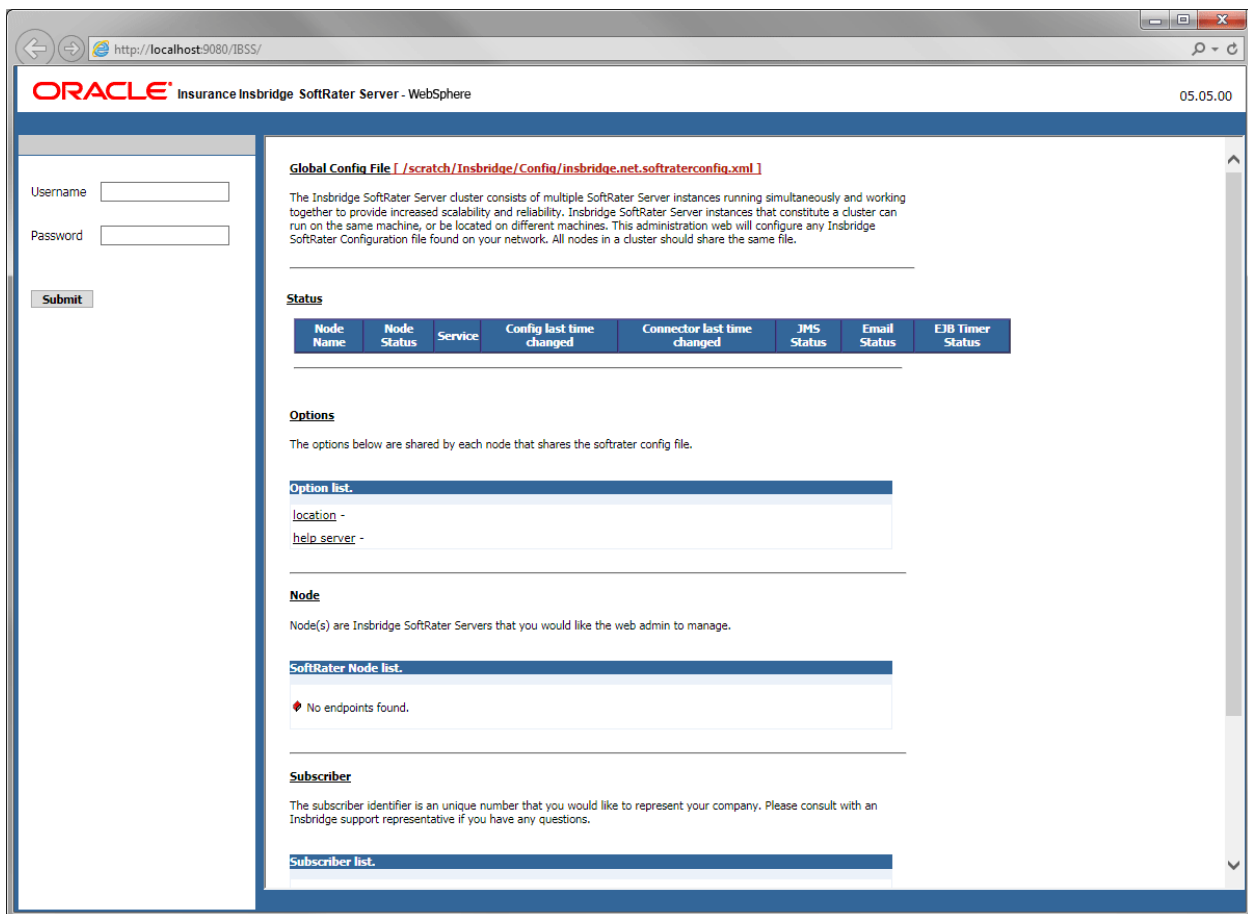 http://localhost:9080/IBSS/
ORACLE Insurance Insbridge SoftRater Server - WebSphere
05.05.00
Username
Password
Submit
Global Config File [ /scratch/Insbridge/Config/insbridge.net.softraterconfig.xml ]
The Insbridge SoftRater Server cluster consists of multiple SoftRater Server instances running simultaneously and working
together to provide increased scalability and reliability. Insbridge SoftRater Server instances that constitute a cluster can
run on the same machine, or be located on different machines. This administration web will configure any Insbridge
SoftRater Configuration file found on your network. All nodes in a cluster should share the same file.
Status
Node Name Node Status Service Config last time changed Connector last time changed JMS Status Email Status EJB Timer Status
Options
The options below are shared by each node that shares the softrater config file.
Option list.
location -
help server -
Node
Node(s) are Insbridge SoftRater Servers that you would like the web admin to manage.
SoftRater Node list.
No endpoints found.
Subscriber
The subscriber identifier is an unique number that you would like to represent your company. Please consult with an
Insbridge support representative if you have any questions.
Subscriber list.